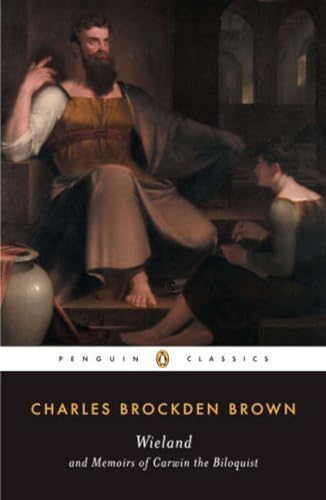 PENGUIN CLASSICS
CHARLES BROCKDEN BROWN
Wieland
and Memoirs of Carwin the Biloquist